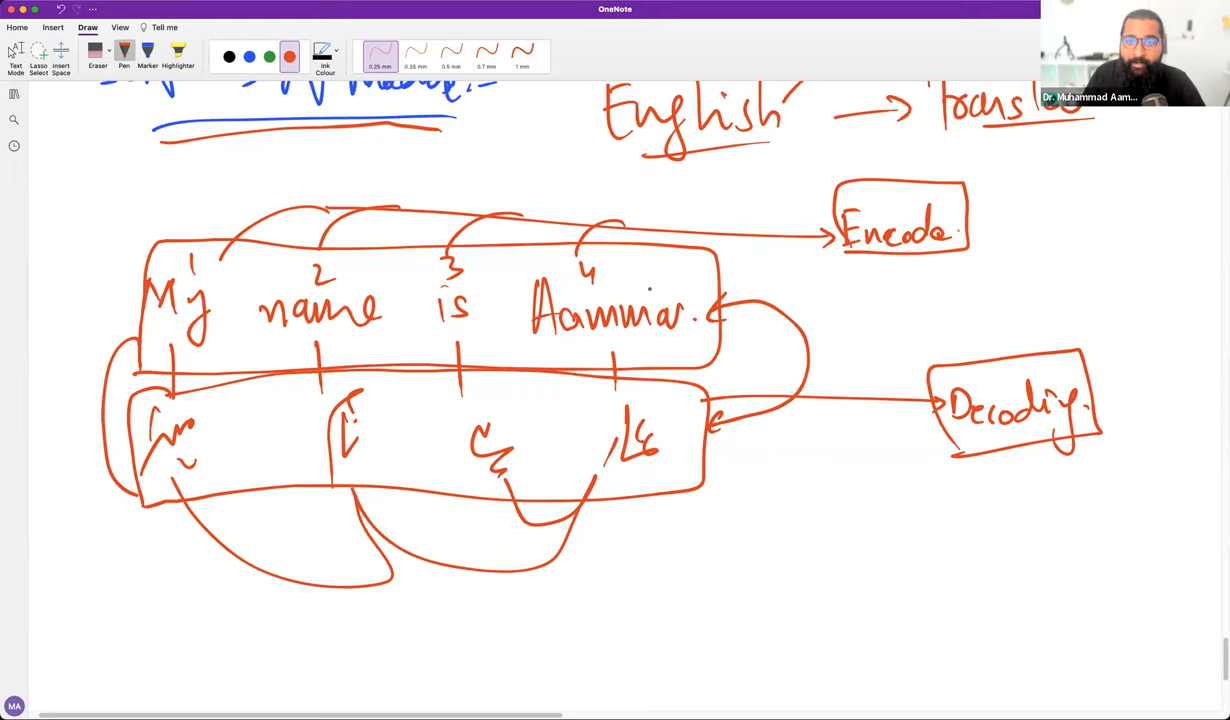 OneNote
Home Insert Draw View Tell me
Text Mode Lasso Select Insert Space Eraser Pen Marker Highlighter Ink Colour 0.25 mm 0.35 mm 0.5 mm 0.7 mm 1 mm
Dr. Muhammad Aam...
English → Translate
Encode.
1 2 3 4
My name is Aammar.
Decoding.
MA